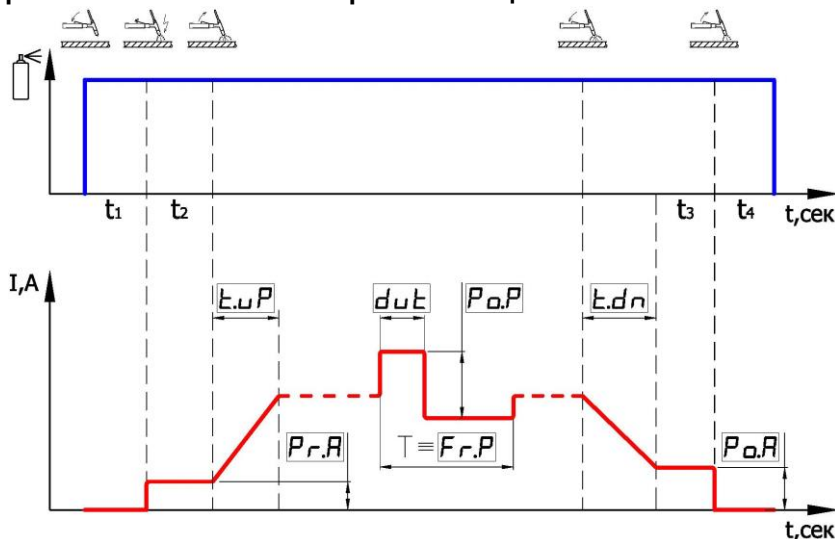 t1 t2 t3 t4 t,сек
I,A
t.uP dut Po.P t.dn
Pr.A T≡Fr.P Po.A
t,сек